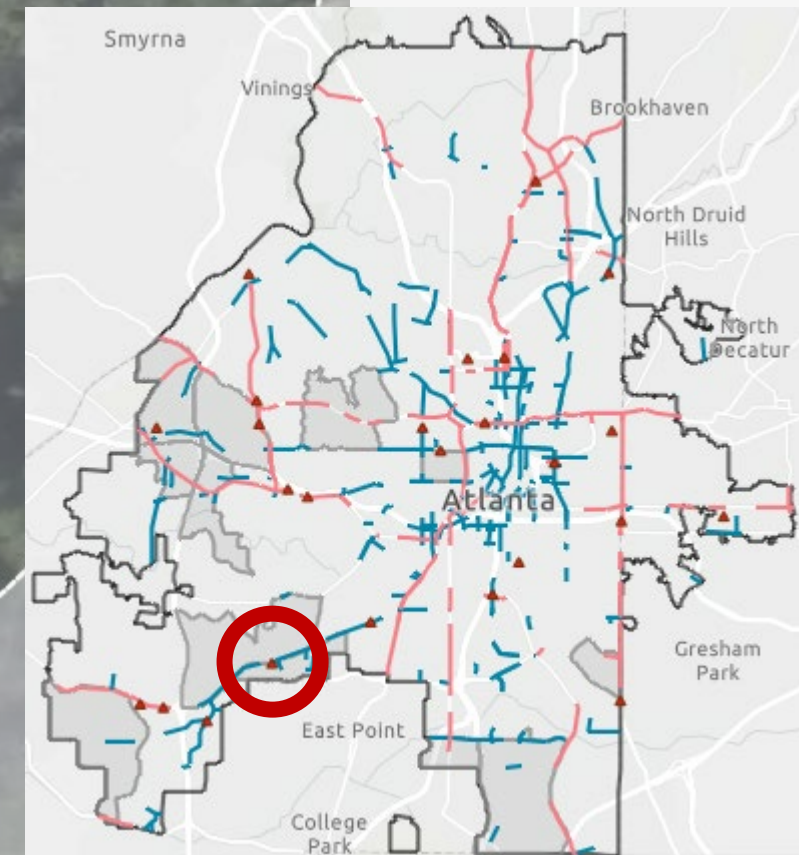 Smyrna
Vinings
Brookhaven
North Druid
Hills
North
Decatur
Atlanta
Gresham
Park
East Point
College
Park